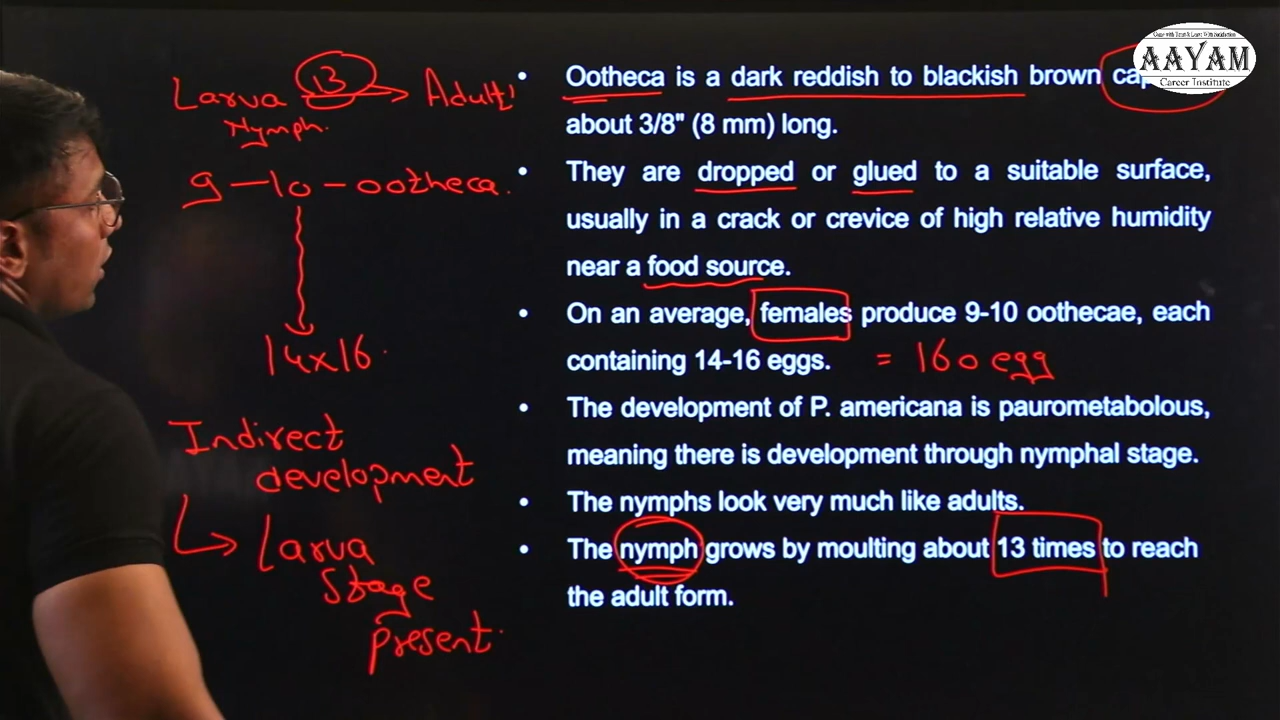 AAYAM
Career Institute
Larva 13 Adult
Nymph.
9 - 10 - ootheca.
14x16
Indirect
development
Larva
stage
present.
• Ootheca is a dark reddish to blackish brown
about 3/8" (8 mm) long.
• They are dropped or glued to a suitable surface,
usually in a crack or crevice of high relative humidity
near a food source.
• On an average, females produce 9-10 oothecae, each
containing 14-16 eggs. = 160 egg
• The development of P. americana is paurometabolous,
meaning there is development through nymphal stage.
• The nymphs look very much like adults.
• The nymph grows by moulting about 13 times to reach
the adult form.